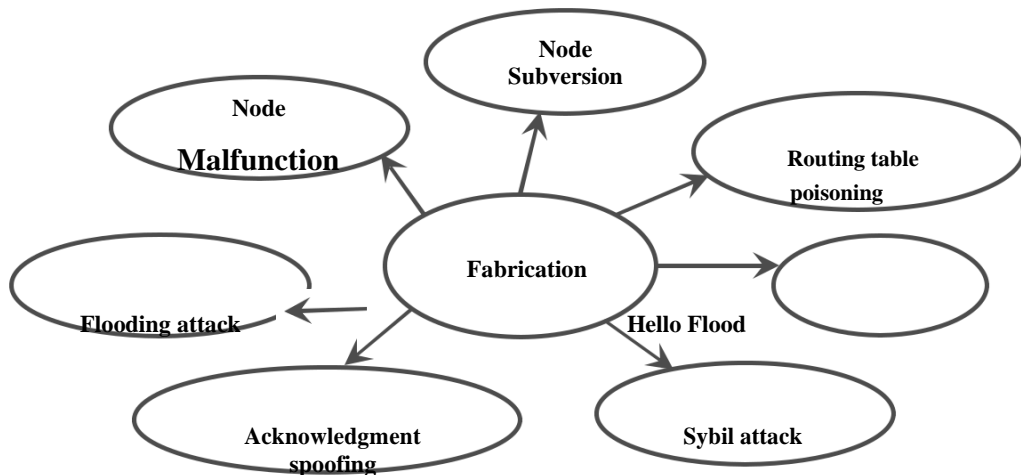 Node
Subversion
Node
Malfunction
Routing table
poisoning
Fabrication
Flooding attack
Hello Flood
Acknowledgment
spoofing
Sybil attack